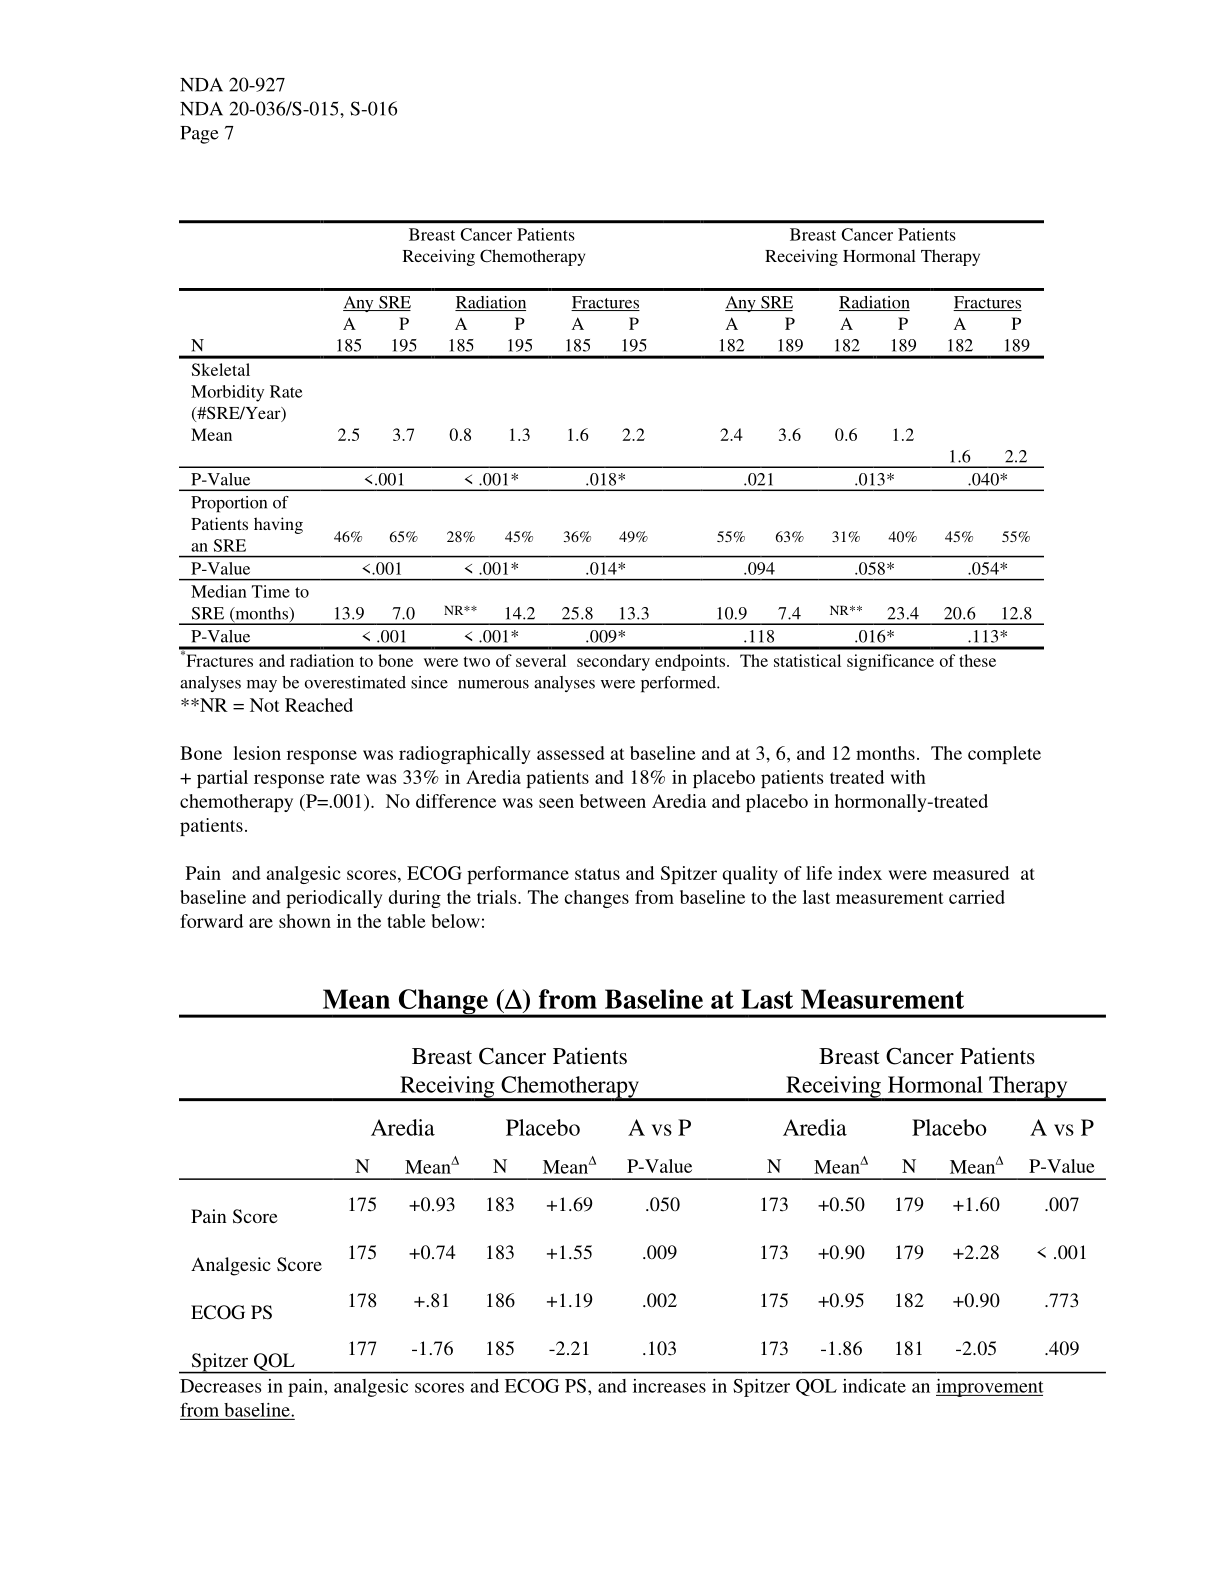 NDA 20-927
NDA 20-036/S-015, S-016
Page 7
Breast Cancer Patients Breast Cancer Patients
Receiving Chemotherapy Receiving Hormonal Therapy
Any SRE Radiation Fractures Any SRE Radiation Fractures
A P A P A P A P A P A P
N 185 195 185 195 185 195 182 189 182 189 182 189
Skeletal
Morbidity Rate
(#SRE/Year)
Mean 2.5 3.7 0.8 1.3 1.6 2.2 2.4 3.6 0.6 1.2
1.6 2.2
P-Value <.001 < .001* .018* .021 .013* .040*
Proportion of
Patients having
an SRE 46% 65% 28% 45% 36% 49% 55% 63% 31% 40% 45% 55%
P-Value <.001 < .001* .014* .094 .058* .054*
Median Time to
SRE (months) 13.9 7.0 NR** 14.2 25.8 13.3 10.9 7.4 NR** 23.4 20.6 12.8
P-Value < .001 < .001* .009* .118 .016* .113*
*Fractures and radiation to bone were two of several secondary endpoints. The statistical significance of these
analyses may be overestimated since numerous analyses were performed.
**NR = Not Reached
Bone lesion response was radiographically assessed at baseline and at 3, 6, and 12 months. The complete
+ partial response rate was 33% in Aredia patients and 18% in placebo patients treated with
chemotherapy (P=.001). No difference was seen between Aredia and placebo in hormonally-treated
patients.
Pain and analgesic scores, ECOG performance status and Spitzer quality of life index were measured at
baseline and periodically during the trials. The changes from baseline to the last measurement carried
forward are shown in the table below:
Mean Change (Δ) from Baseline at Last Measurement
Breast Cancer Patients Breast Cancer Patients
Receiving Chemotherapy Receiving Hormonal Therapy
Aredia Placebo A vs P Aredia Placebo A vs P
N MeanΔ N MeanΔ P-Value N MeanΔ N MeanΔ P-Value
Pain Score 175 +0.93 183 +1.69 .050 173 +0.50 179 +1.60 .007
Analgesic Score 175 +0.74 183 +1.55 .009 173 +0.90 179 +2.28 < .001
ECOG PS 178 +.81 186 +1.19 .002 175 +0.95 182 +0.90 .773
Spitzer QOL 177 -1.76 185 -2.21 .103 173 -1.86 181 -2.05 .409
Decreases in pain, analgesic scores and ECOG PS, and increases in Spitzer QOL indicate an improvement
from baseline.